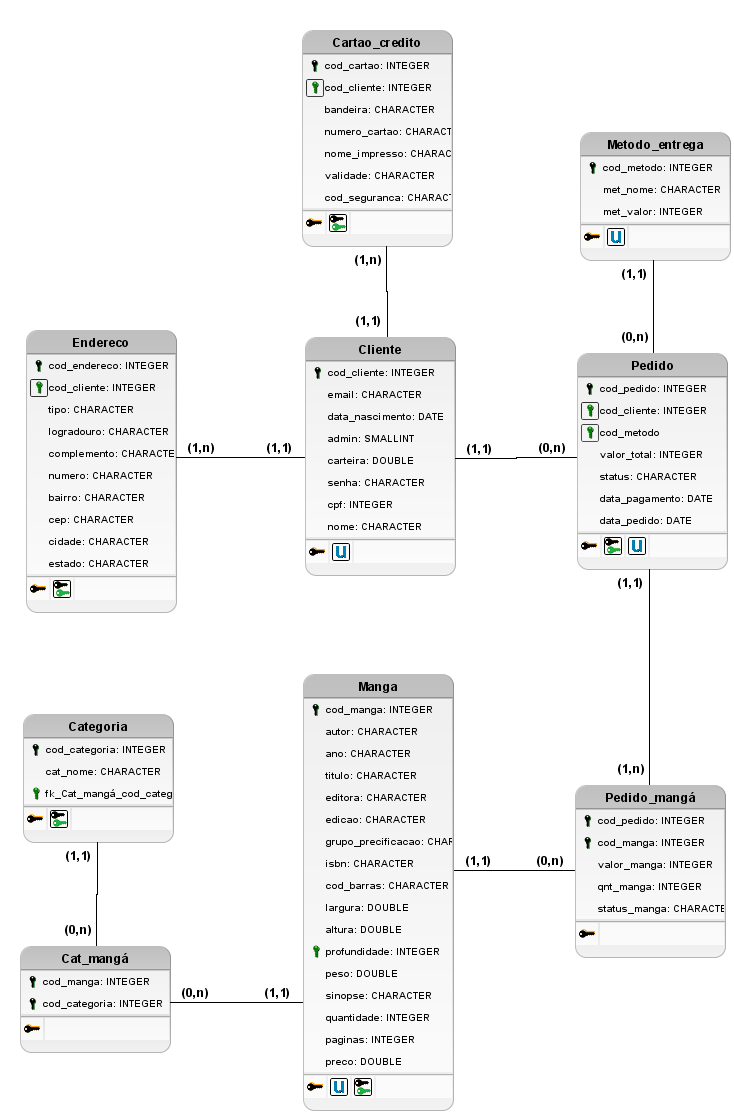 Cartao_credito
cod_cartao: INTEGER
cod_cliente: INTEGER
bandeira: CHARACTER
numero_cartao: CHARACT
nome_impresso: CHARAC
validade: CHARACTER
cod_seguranca: CHARAC
(1,n)
(1,1)
Metodo_entrega
cod_metodo: INTEGER
met_nome: CHARACTER
met_valor: INTEGER
u
(1,1)
(0,n)
Endereco
cod_endereco: INTEGER
cod_cliente: INTEGER
tipo: CHARACTER
logradouro: CHARACTER
complemento: CHARACTE
numero: CHARACTER
bairro: CHARACTER
cep: CHARACTER
cidade: CHARACTER
estado: CHARACTER
(1,n)
(1,1)
Cliente
cod_cliente: INTEGER
email: CHARACTER
data_nascimento: DATE
admin: SMALLINT
carteira: DOUBLE
senha: CHARACTER
cpf: INTEGER
nome: CHARACTER
u
(1,1)
(0,n)
Pedido
cod_pedido: INTEGER
cod_cliente: INTEGER
cod_metodo
valor_total: INTEGER
status: CHARACTER
data_pagamento: DATE
data_pedido: DATE
u
(1,1)
(1,n)
Categoria
cod_categoria: INTEGER
cat_nome: CHARACTER
fk_Cat_mangá_cod_categ
(1,1)
(0,n)
Cat_mangá
cod_manga: INTEGER
cod_categoria: INTEGER
(0,n)
(1,1)
Manga
cod_manga: INTEGER
autor: CHARACTER
ano: CHARACTER
titulo: CHARACTER
editora: CHARACTER
edicao: CHARACTER
grupo_precificacao: CHAR
isbn: CHARACTER
cod_barras: CHARACTER
largura: DOUBLE
altura: DOUBLE
profundidade: INTEGER
peso: DOUBLE
sinopse: CHARACTER
quantidade: INTEGER
paginas: INTEGER
preco: DOUBLE
u
(1,1)
(0,n)
Pedido_mangá
cod_pedido: INTEGER
cod_manga: INTEGER
valor_manga: INTEGER
qnt_manga: INTEGER
status_manga: CHARACTE